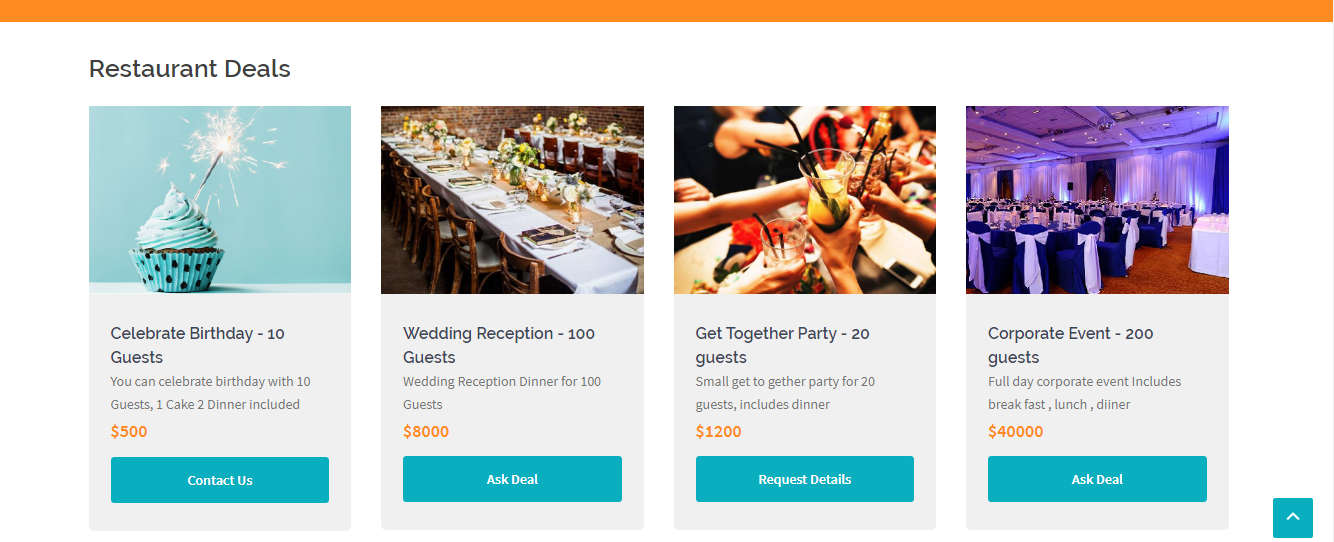 Restaurant Deals
Celebrate Birthday - 10
Guests
You can celebrate birthday with 10
Guests, 1 Cake 2 Dinner included
$500
Contact Us
Wedding Reception - 100
Guests
Wedding Reception Dinner for 100
Guests
$8000
Ask Deal
Get Together Party - 20
guests
Small get to gether party for 20
guests, includes dinner
$1200
Request Details
Corporate Event - 200
guests
Full day corporate event Includes
break fast , lunch , diiner
$40000
Ask Deal